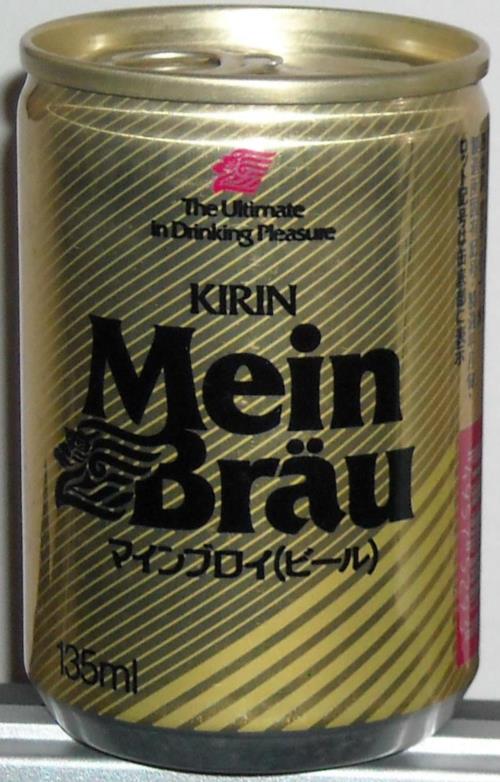 The Ultimate
in Drinking Pleasure
KIRIN
Mein
Bräu
マインブロイ(ビール)
135ml